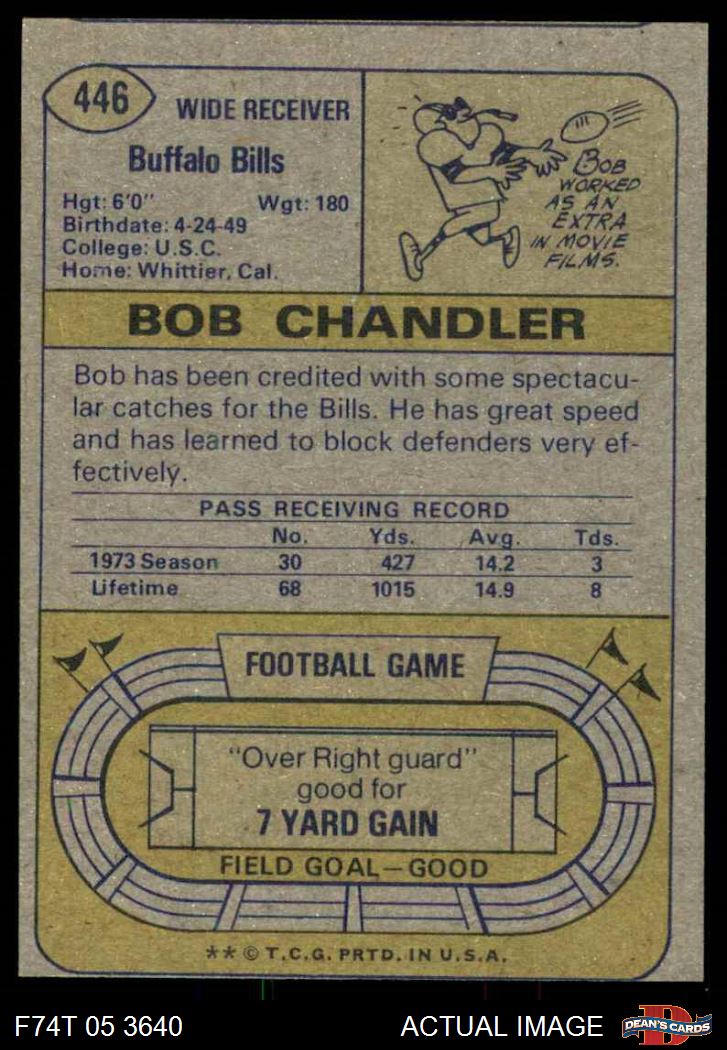 446
WIDE RECEIVER
Buffalo Bills
Hgt: 6'0" Wgt: 180
Birthdate: 4-24-49
College: U.S.C.
Home: Whittier, Cal.
BOB
WORKED
AS AN
EXTRA
IN MOVIE
FILMS.
BOB CHANDLER
Bob has been credited with some spectacu-
lar catches for the Bills. He has great speed
and has learned to block defenders very ef-
fectively.
PASS RECEIVING RECORD
No. Yds. Avg. Tds.
1973 Season 30 427 14.2 3
Lifetime 68 1015 14.9 8
FOOTBALL GAME
"Over Right guard"
good for
7 YARD GAIN
FIELD GOAL—GOOD
** © T.C.G. PRTD. IN U.S.A.
F74T 05 3640 ACTUAL IMAGE
D
DEAN'S CARDS